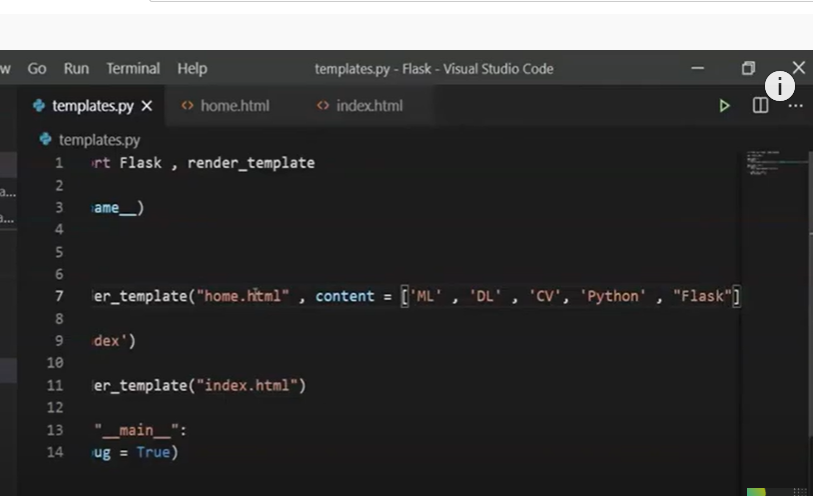 w Go Run Terminal Help templates.py - Flask - Visual Studio Code
templates.py home.html index.html
templates.py
1 rt Flask , render_template
2
3 ame__)
4
5
6
7 er_template("home.html" , content = ['ML' , 'DL' , 'CV', 'Python' , "Flask"]
8
9 dex')
10
11 er_template("index.html")
12
13 "__main__":
14 ug = True)
a...
a...